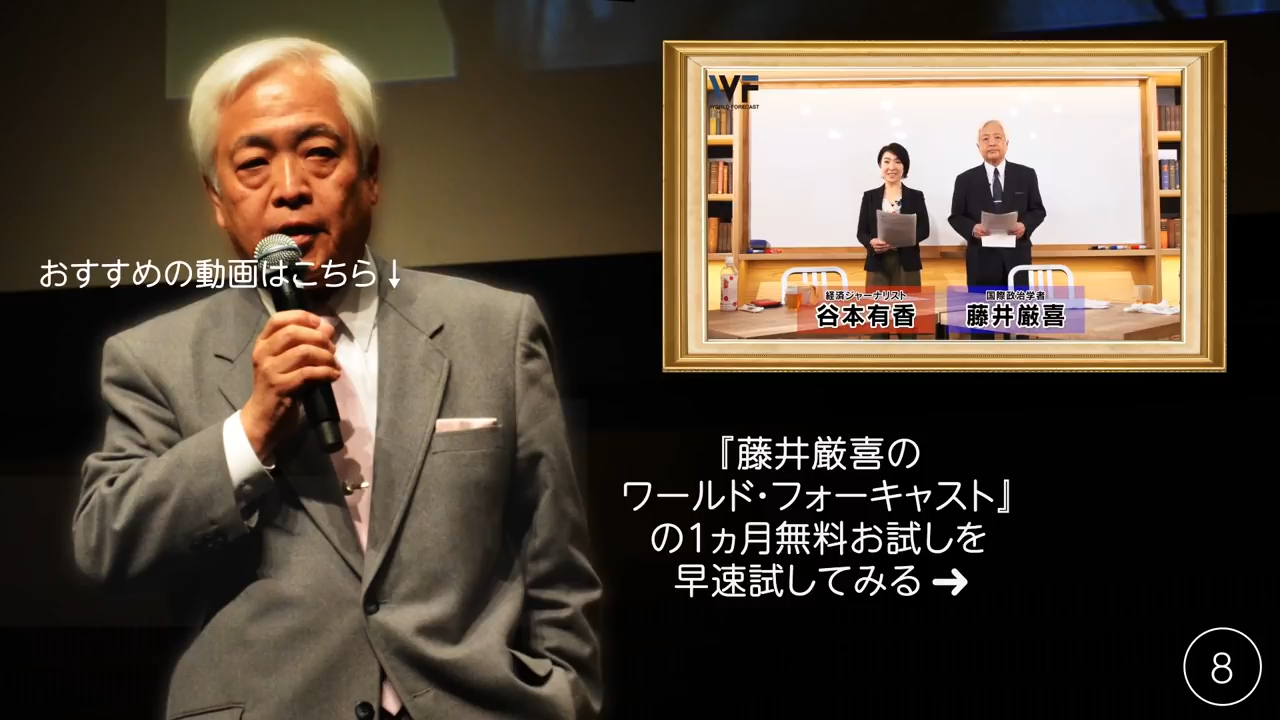 おすすめの動画はこちら↓
WF
WORLD FORECAST
経済ジャーナリスト
谷本有香
国際政治学者
藤井厳喜
『藤井厳喜の
ワールド・フォーキャスト』
の1ヵ月無料お試しを
早速試してみる➔
8